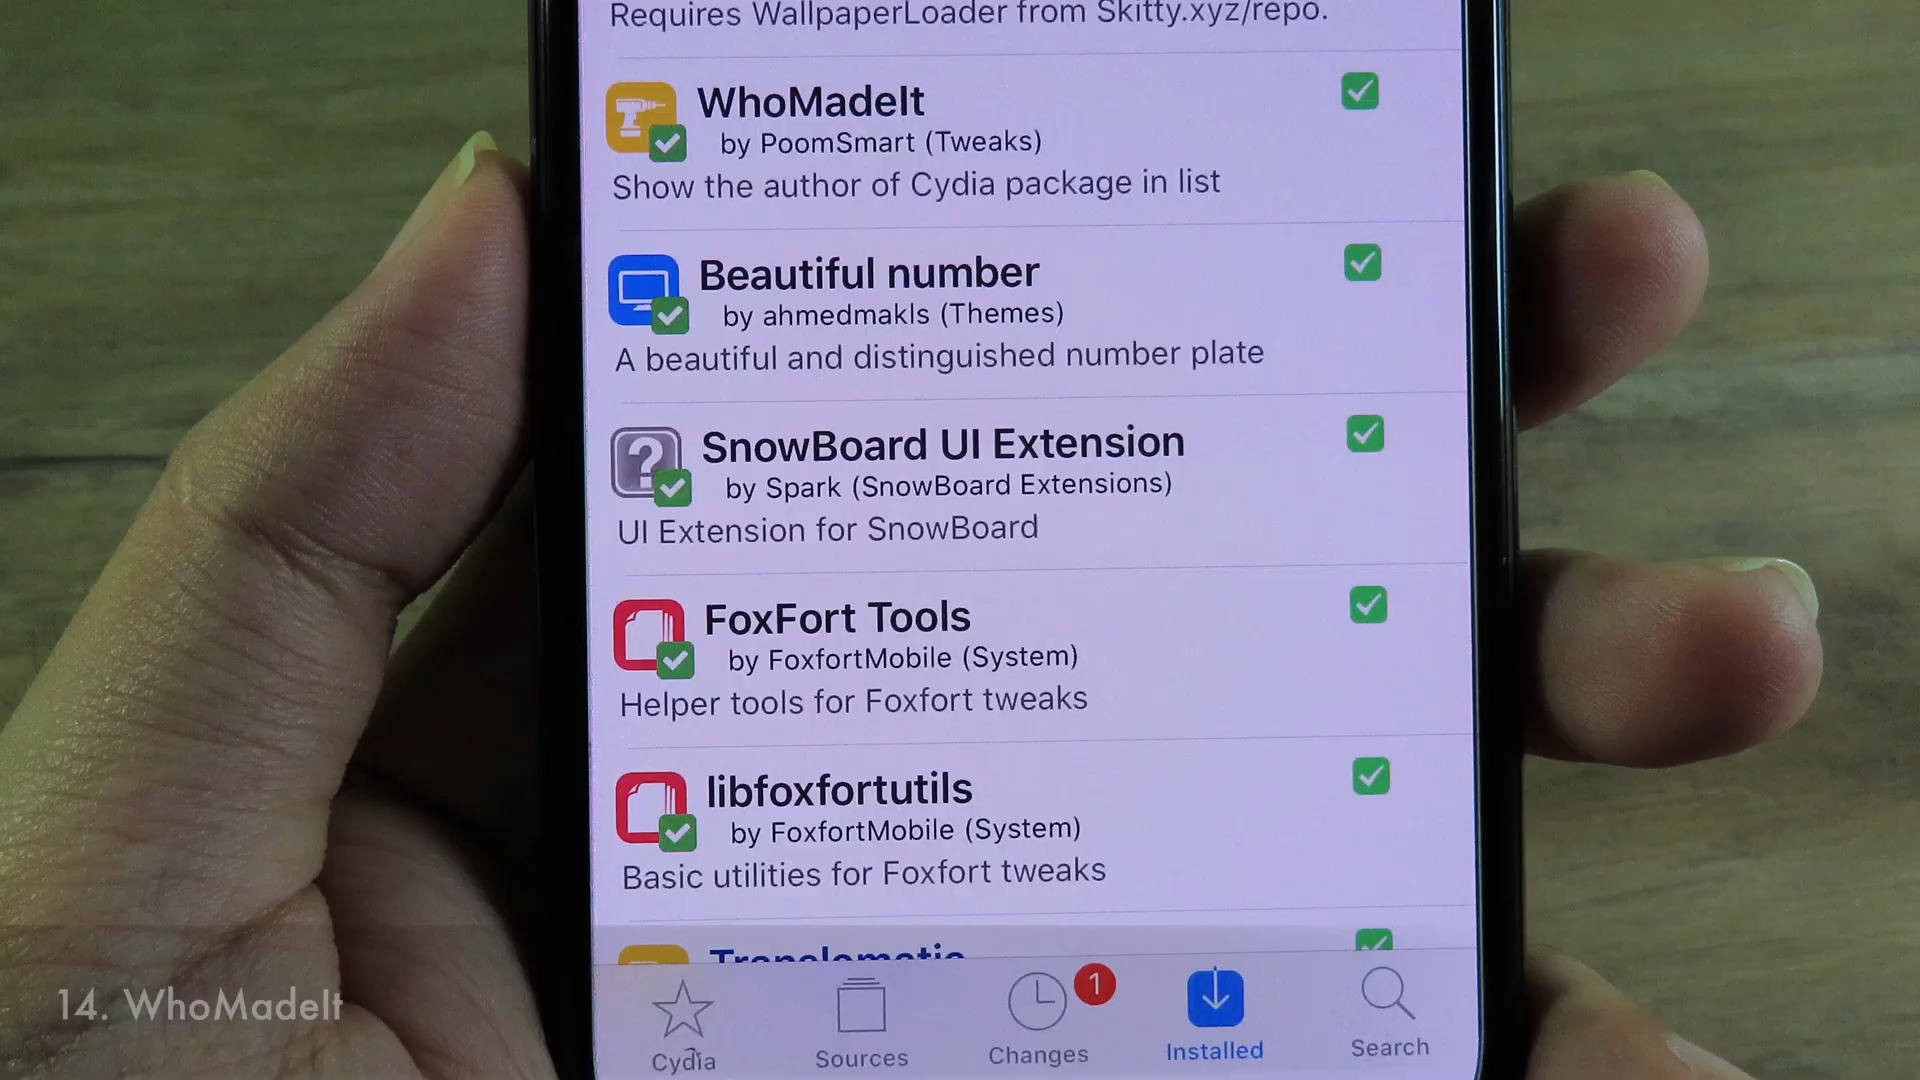 Requires WallpaperLoader from Skitty.xyz/repo.
WhoMadeIt
by PoomSmart (Tweaks)
Show the author of Cydia package in list
Beautiful number
by ahmedmakls (Themes)
A beautiful and distinguished number plate
SnowBoard UI Extension
by Spark (SnowBoard Extensions)
UI Extension for SnowBoard
FoxFort Tools
by FoxfortMobile (System)
Helper tools for Foxfort tweaks
libfoxfortutils
by FoxfortMobile (System)
Basic utilities for Foxfort tweaks
1
Cydia
Sources
Changes
Installed
Search
14. WhoMadeIt